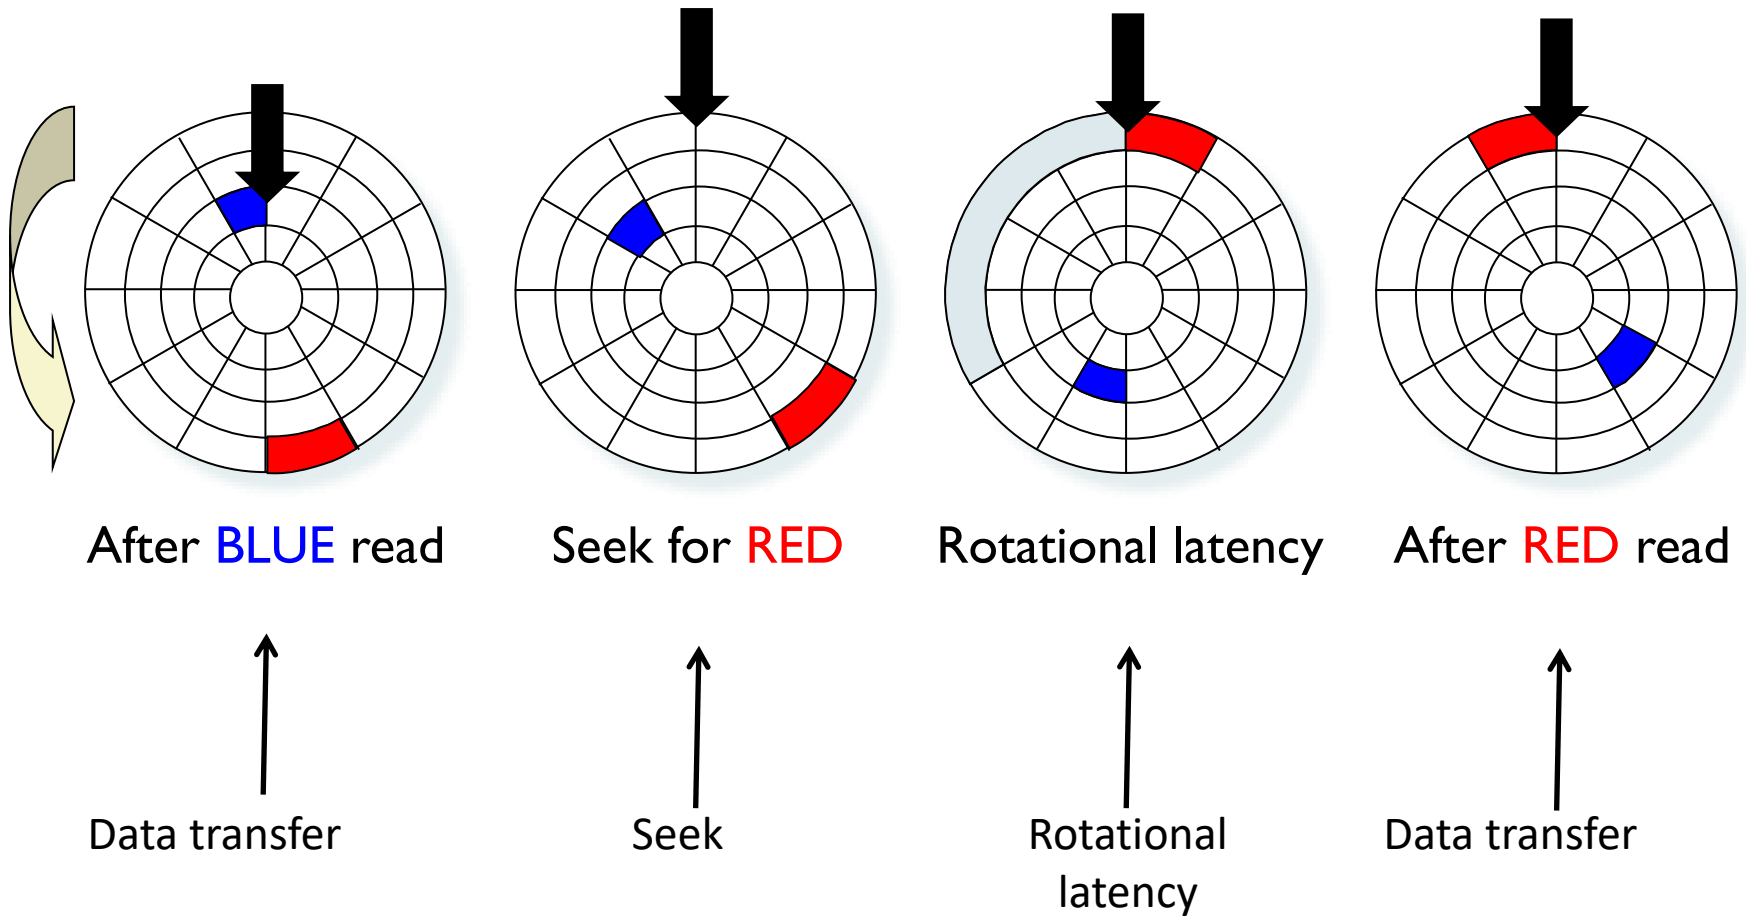 After BLUE read
Seek for RED
Rotational latency
After RED read
Data transfer
Seek
Rotational
latency
Data transfer